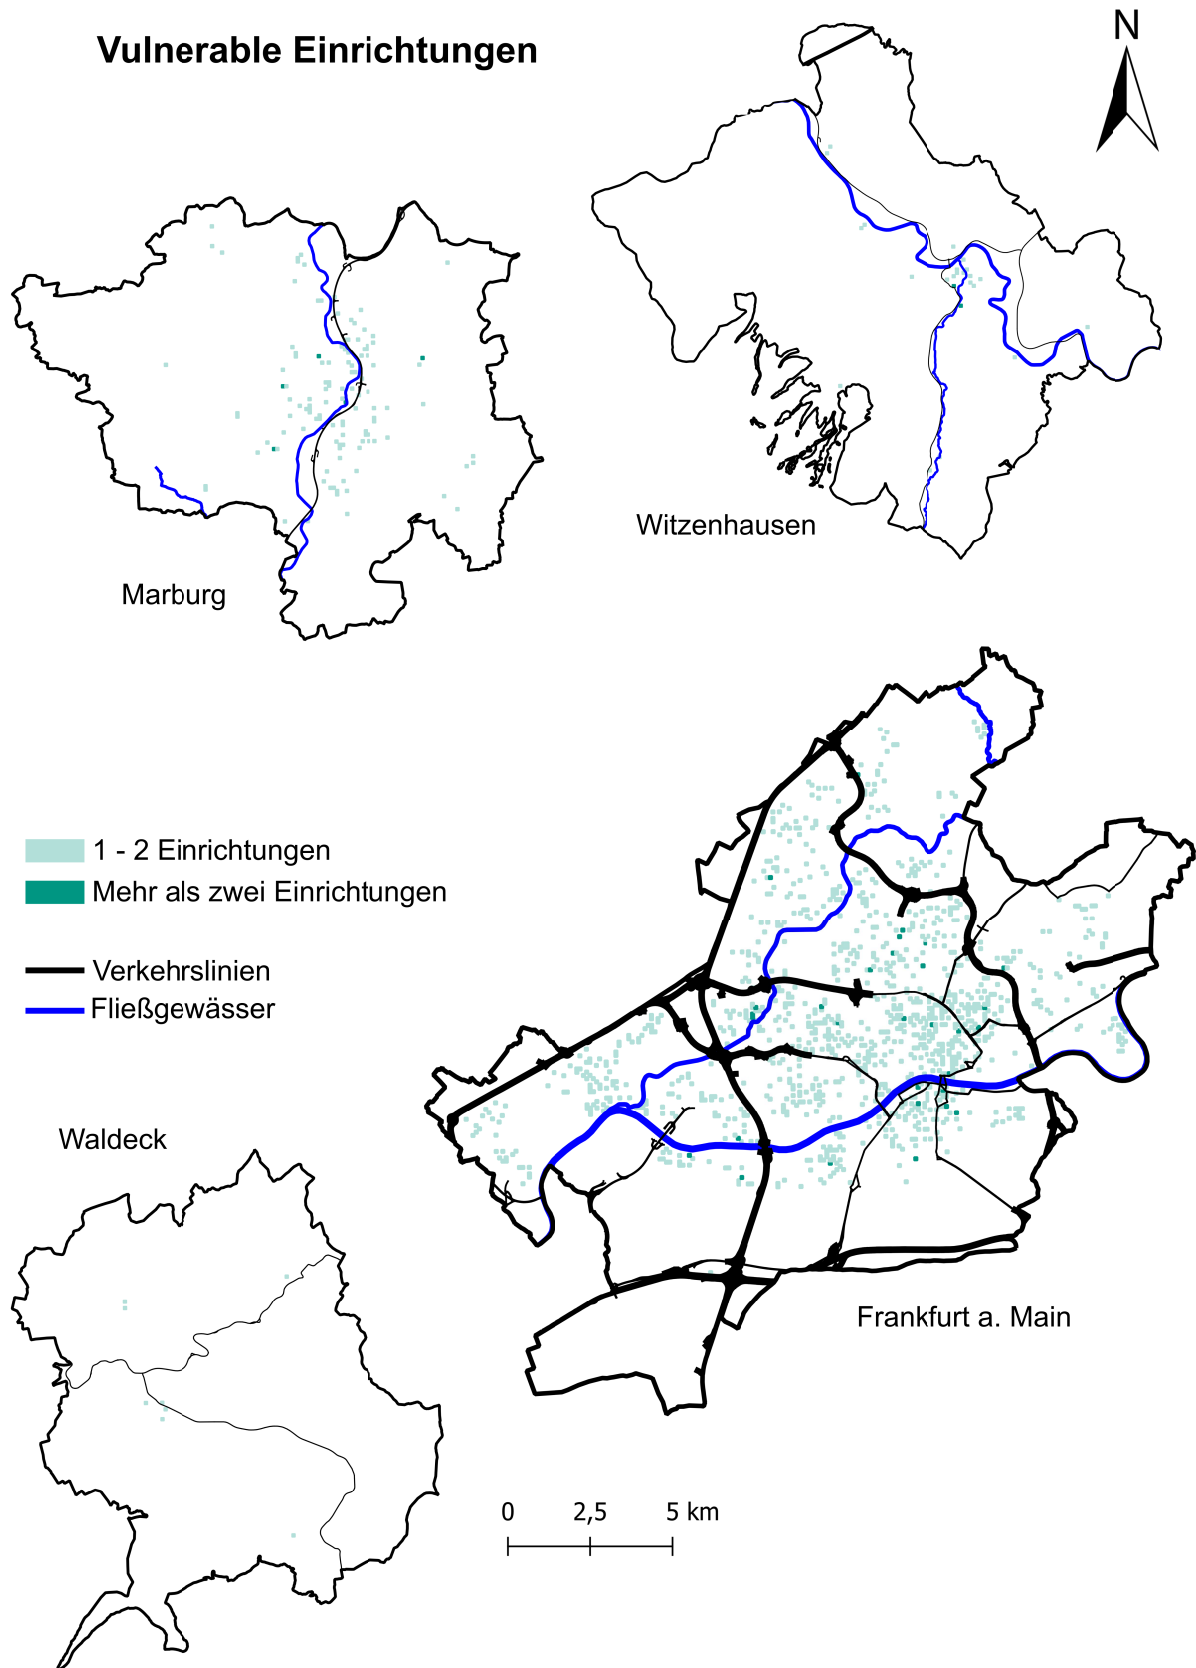 Vulnerable Einrichtungen
N
Witzenhausen
Marburg
1 - 2 Einrichtungen
Mehr als zwei Einrichtungen
Verkehrslinien
Fließgewässer
Waldeck
Frankfurt a. Main
0 2,5 5 km